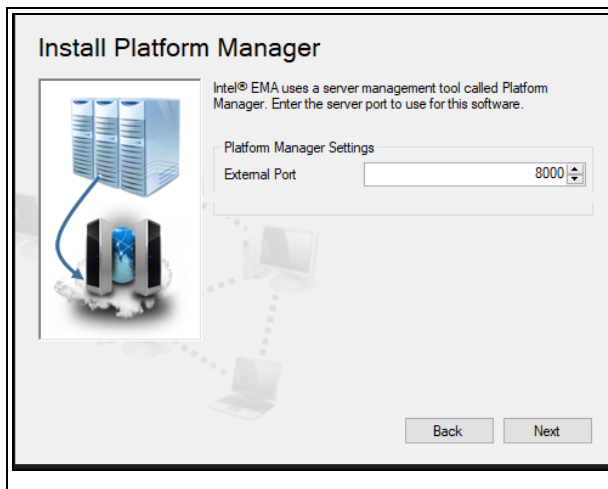 Install Platform Manager
Intel® EMA uses a server management tool called Platform
Manager. Enter the server port to use for this software.
Platform Manager Settings
External Port 8000
Back Next